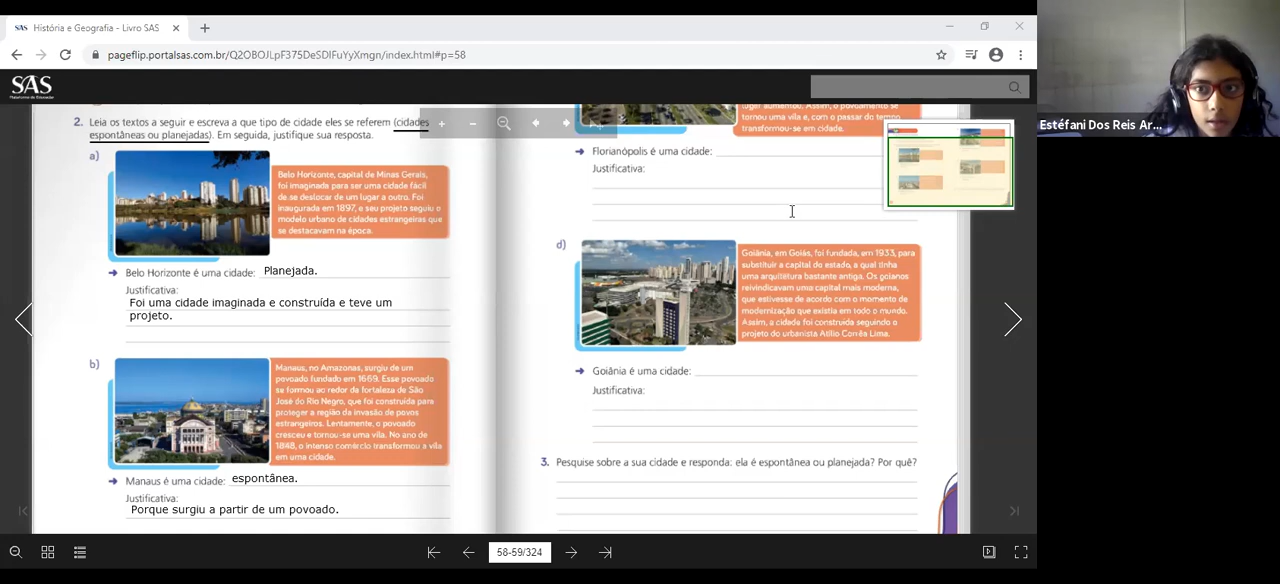 SAS História e Geografia - Livro SAS
pageflip.portalsas.com.br/Q2OBOJLpF375DeSDIFuYyXmgn/index.html#p=58
SAS
Plataforma de Educação
2. Leia os textos a seguir e escreva a que tipo de cidade eles se referem (cidades
espontâneas ou planejadas). Em seguida, justifique sua resposta.
a)
Belo Horizonte, capital de Minas Gerais,
foi imaginada para ser uma cidade fácil
de se deslocar de um lugar a outro. Foi
inaugurada em 1897, e seu projeto seguiu o
modelo urbano de cidades estrangeiras que
se destacavam na época.
Belo Horizonte é uma cidade: Planejada.
Justificativa:
Foi uma cidade imaginada e construída e teve um
projeto.
b)
Manaus, no Amazonas, surgiu de um
povoado fundado em 1669. Esse povoado
se formou ao redor da fortaleza de São
José do Rio Negro, que foi construída para
proteger a região da invasão de povos
estrangeiros. Lentamente, o povoado
cresceu e tornou-se uma vila. No ano de
1848, o intenso comércio transformou a vila
em uma cidade.
Manaus é uma cidade: espontânea.
Justificativa:
Porque surgiu a partir de um povoado.
lugar aumentou. Assim, o povoamento se
tornou uma vila e, com o passar do tempo
transformou-se em cidade.
Florianópolis é uma cidade:
Justificativa:
d)
Goiânia, em Goiás, foi fundada, em 1933, para
substituir a capital do estado, a qual tinha
uma arquitetura bastante antiga. Os goianos
reivindicavam uma capital mais moderna,
que estivesse de acordo com o momento de
modernização que existia em todo o mundo.
Assim, a cidade foi construída seguindo o
projeto do urbanista Atílio Corrêa Lima.
Goiânia é uma cidade:
Justificativa:
3. Pesquise sobre a sua cidade e responda: ela é espontânea ou planejada? Por quê?
58-59/324
Estéfani Dos Reis Ar...